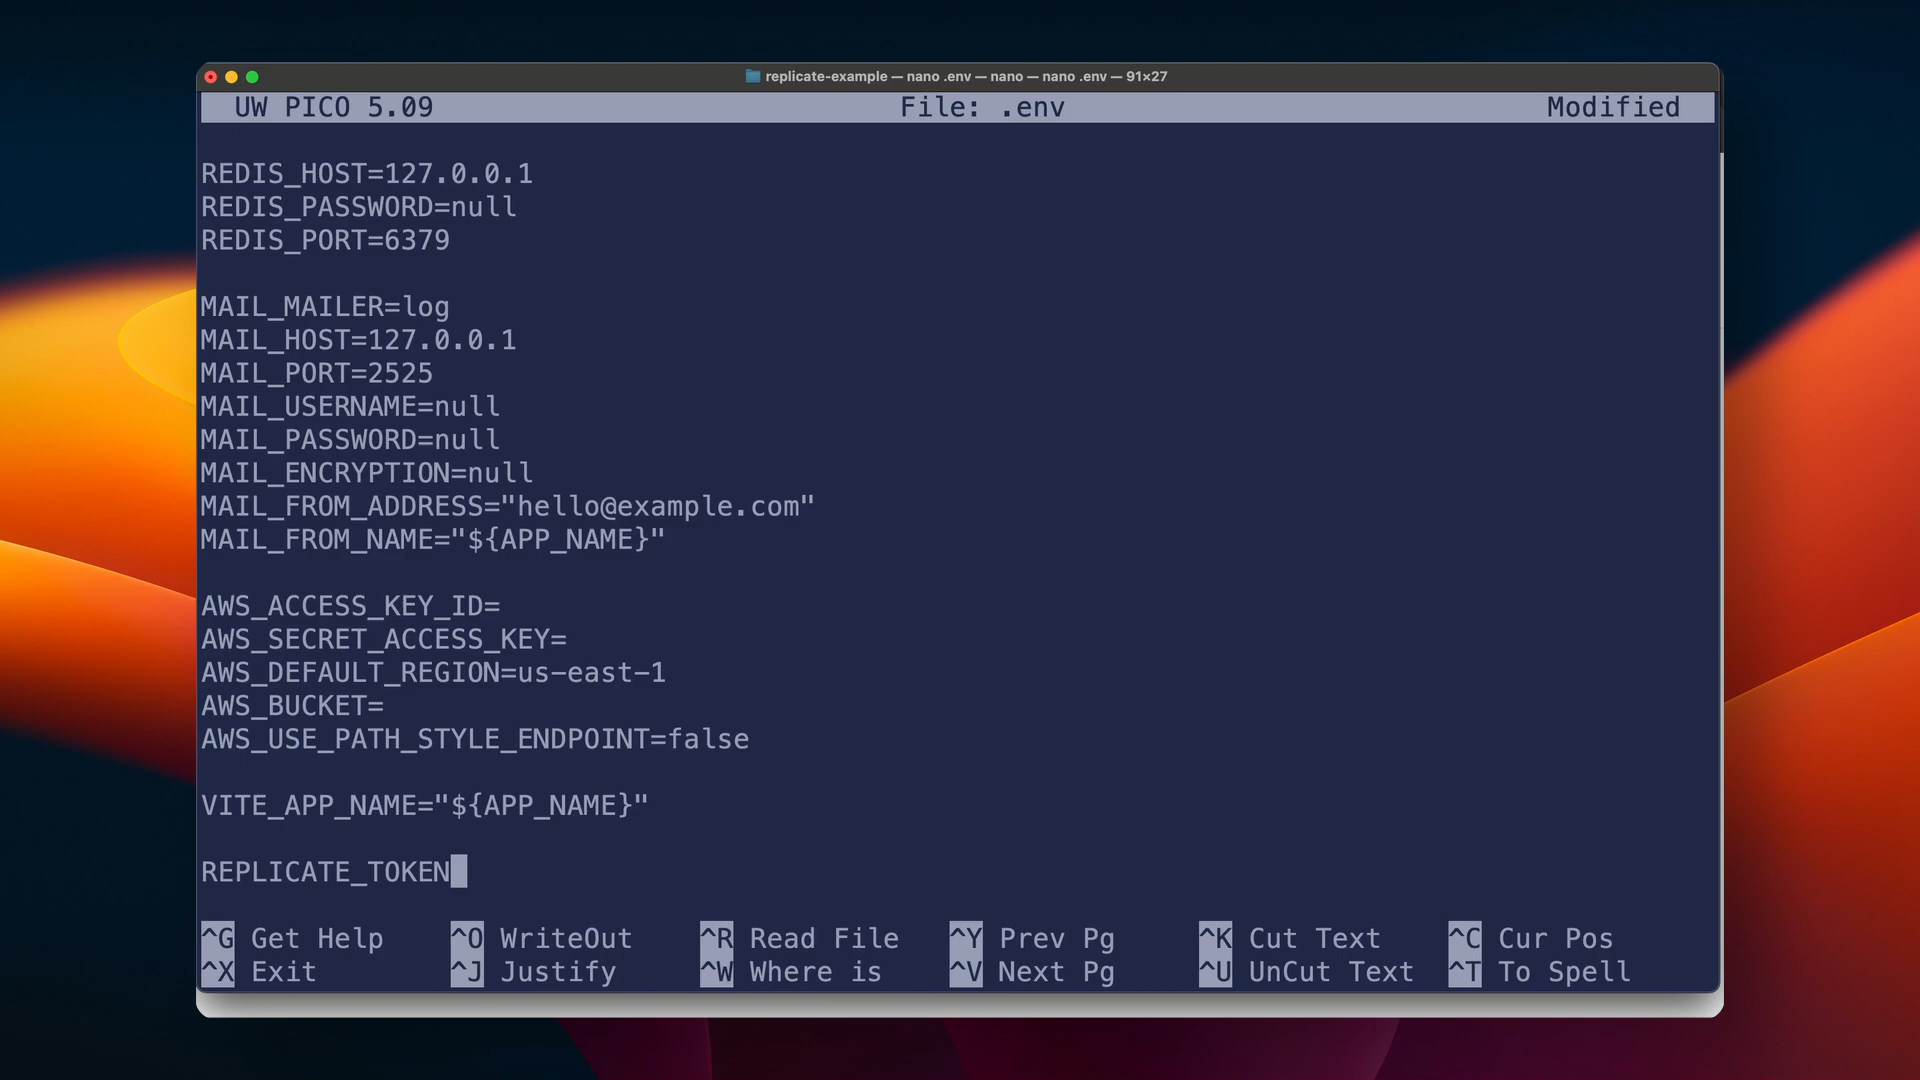 replicate-example — nano .env — nano — nano .env — 91×27
UW PICO 5.09 File: .env Modified
REDIS_HOST=127.0.0.1
REDIS_PASSWORD=null
REDIS_PORT=6379
MAIL_MAILER=log
MAIL_HOST=127.0.0.1
MAIL_PORT=2525
MAIL_USERNAME=null
MAIL_PASSWORD=null
MAIL_ENCRYPTION=null
MAIL_FROM_ADDRESS="hello@example.com"
MAIL_FROM_NAME="${APP_NAME}"
AWS_ACCESS_KEY_ID=
AWS_SECRET_ACCESS_KEY=
AWS_DEFAULT_REGION=us-east-1
AWS_BUCKET=
AWS_USE_PATH_STYLE_ENDPOINT=false
VITE_APP_NAME="${APP_NAME}"
REPLICATE_TOKEN
^G Get Help ^O WriteOut ^R Read File ^Y Prev Pg ^K Cut Text ^C Cur Pos
^X Exit ^J Justify ^W Where is ^V Next Pg ^U UnCut Text ^T To Spell